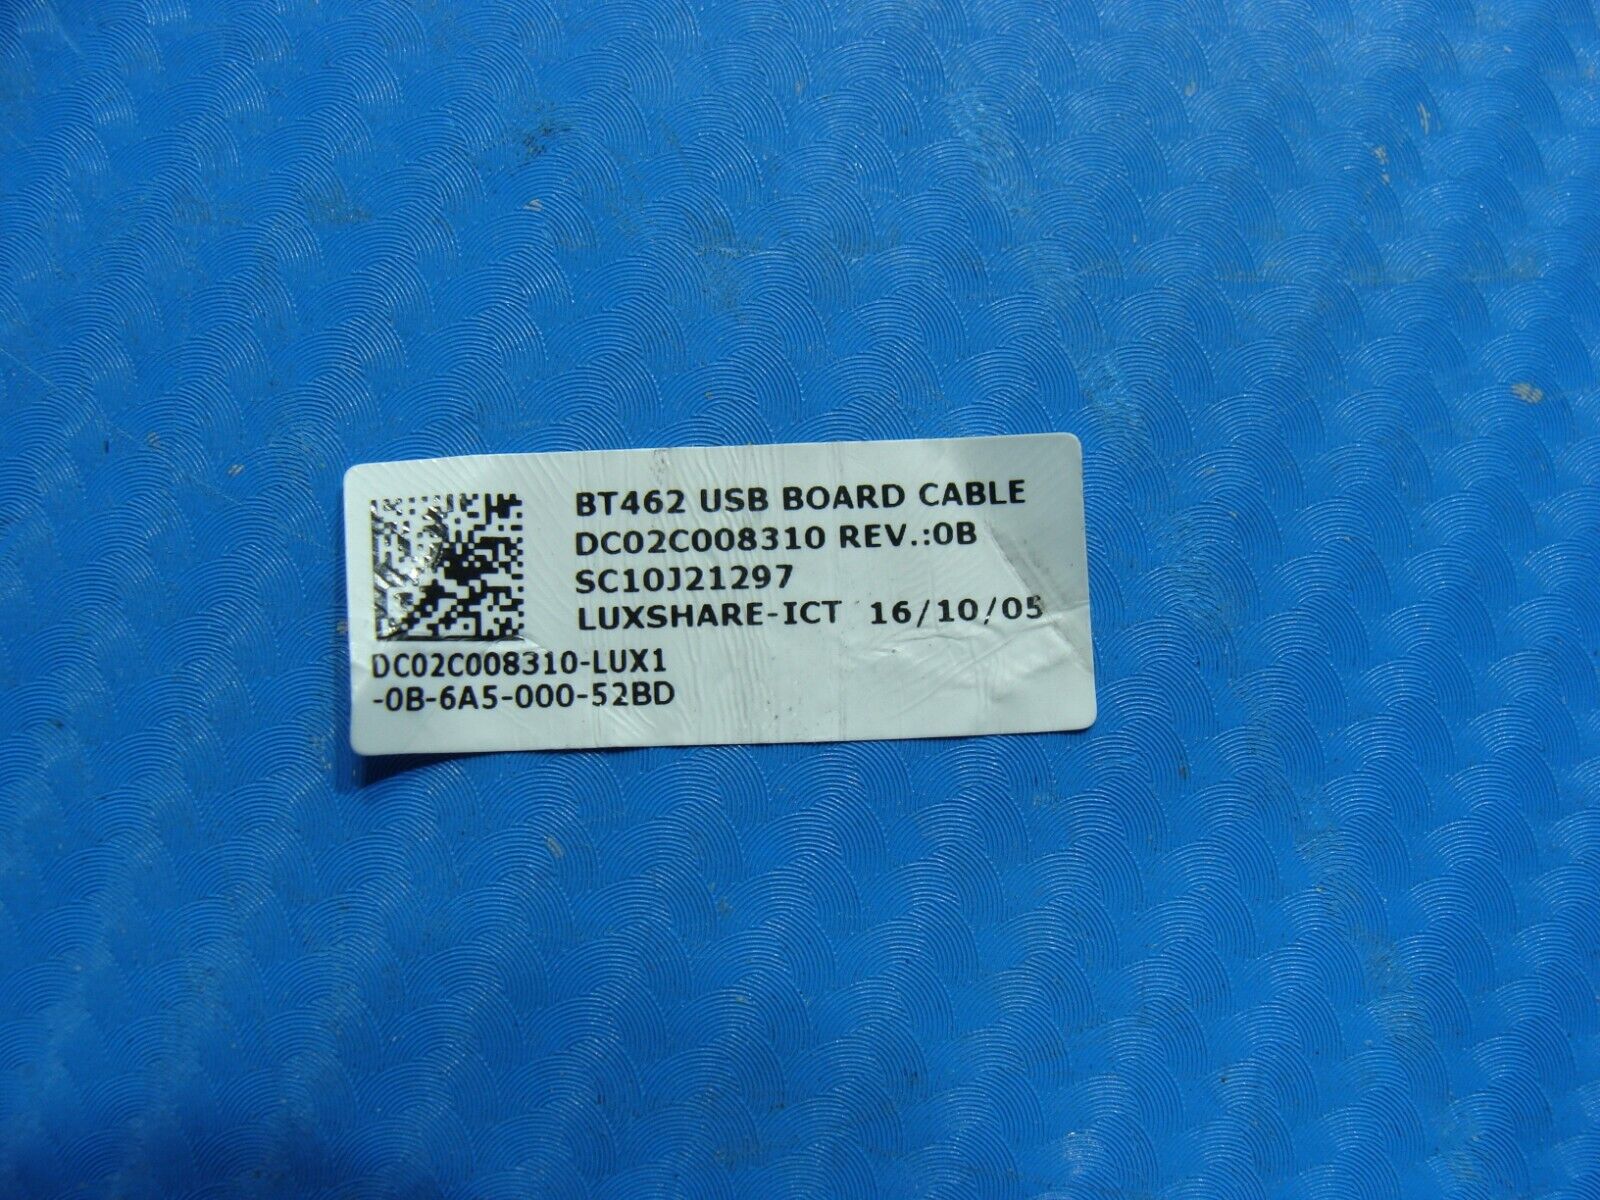 BT462 USB BOARD CABLE
DC02C008310 REV.:0B
SC10J21297
LUXSHARE-ICT 16/10/05
DC02C008310-LUX1
-0B-6A5-000-52BD